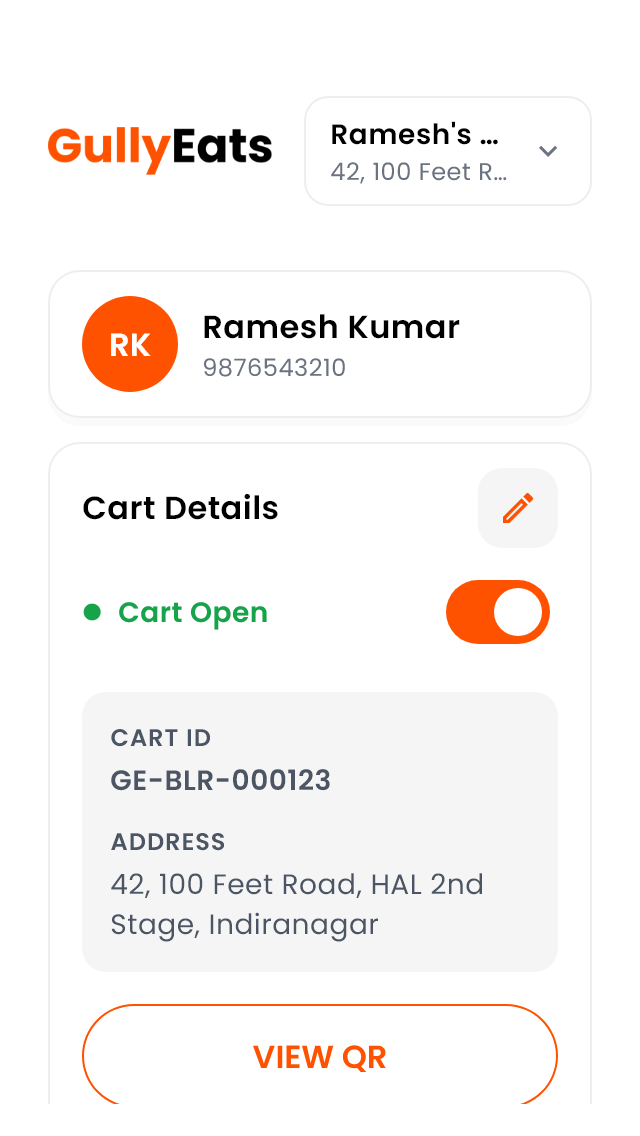 GullyEats
Ramesh's ...
42, 100 Feet R...
RK
Ramesh Kumar
9876543210
Cart Details
Cart Open
CART ID
GE-BLR-000123
ADDRESS
42, 100 Feet Road, HAL 2nd
Stage, Indiranagar
VIEW QR